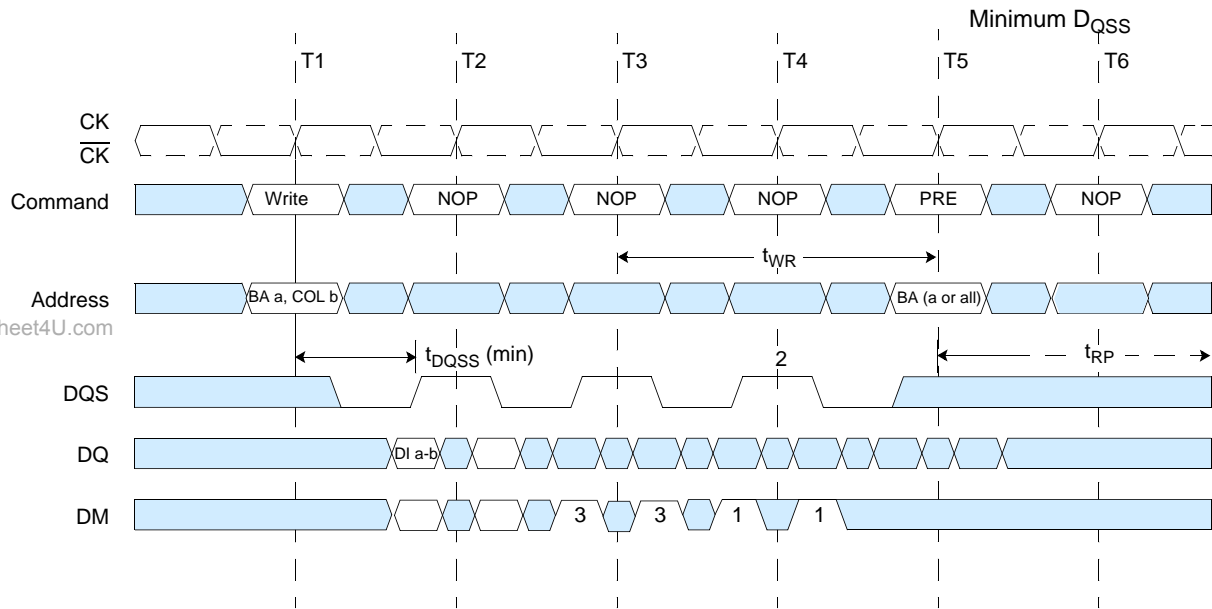 Minimum DQSS
T1 T2 T3 T4 T5 T6
CK
CK
Command Write NOP NOP NOP PRE NOP
tWR
Address BA a, COL b BA (a or all)
heet4U.com
tDQSS (min) 2 tRP
DQS
DQ DI a-b
DM 3 3 1 1